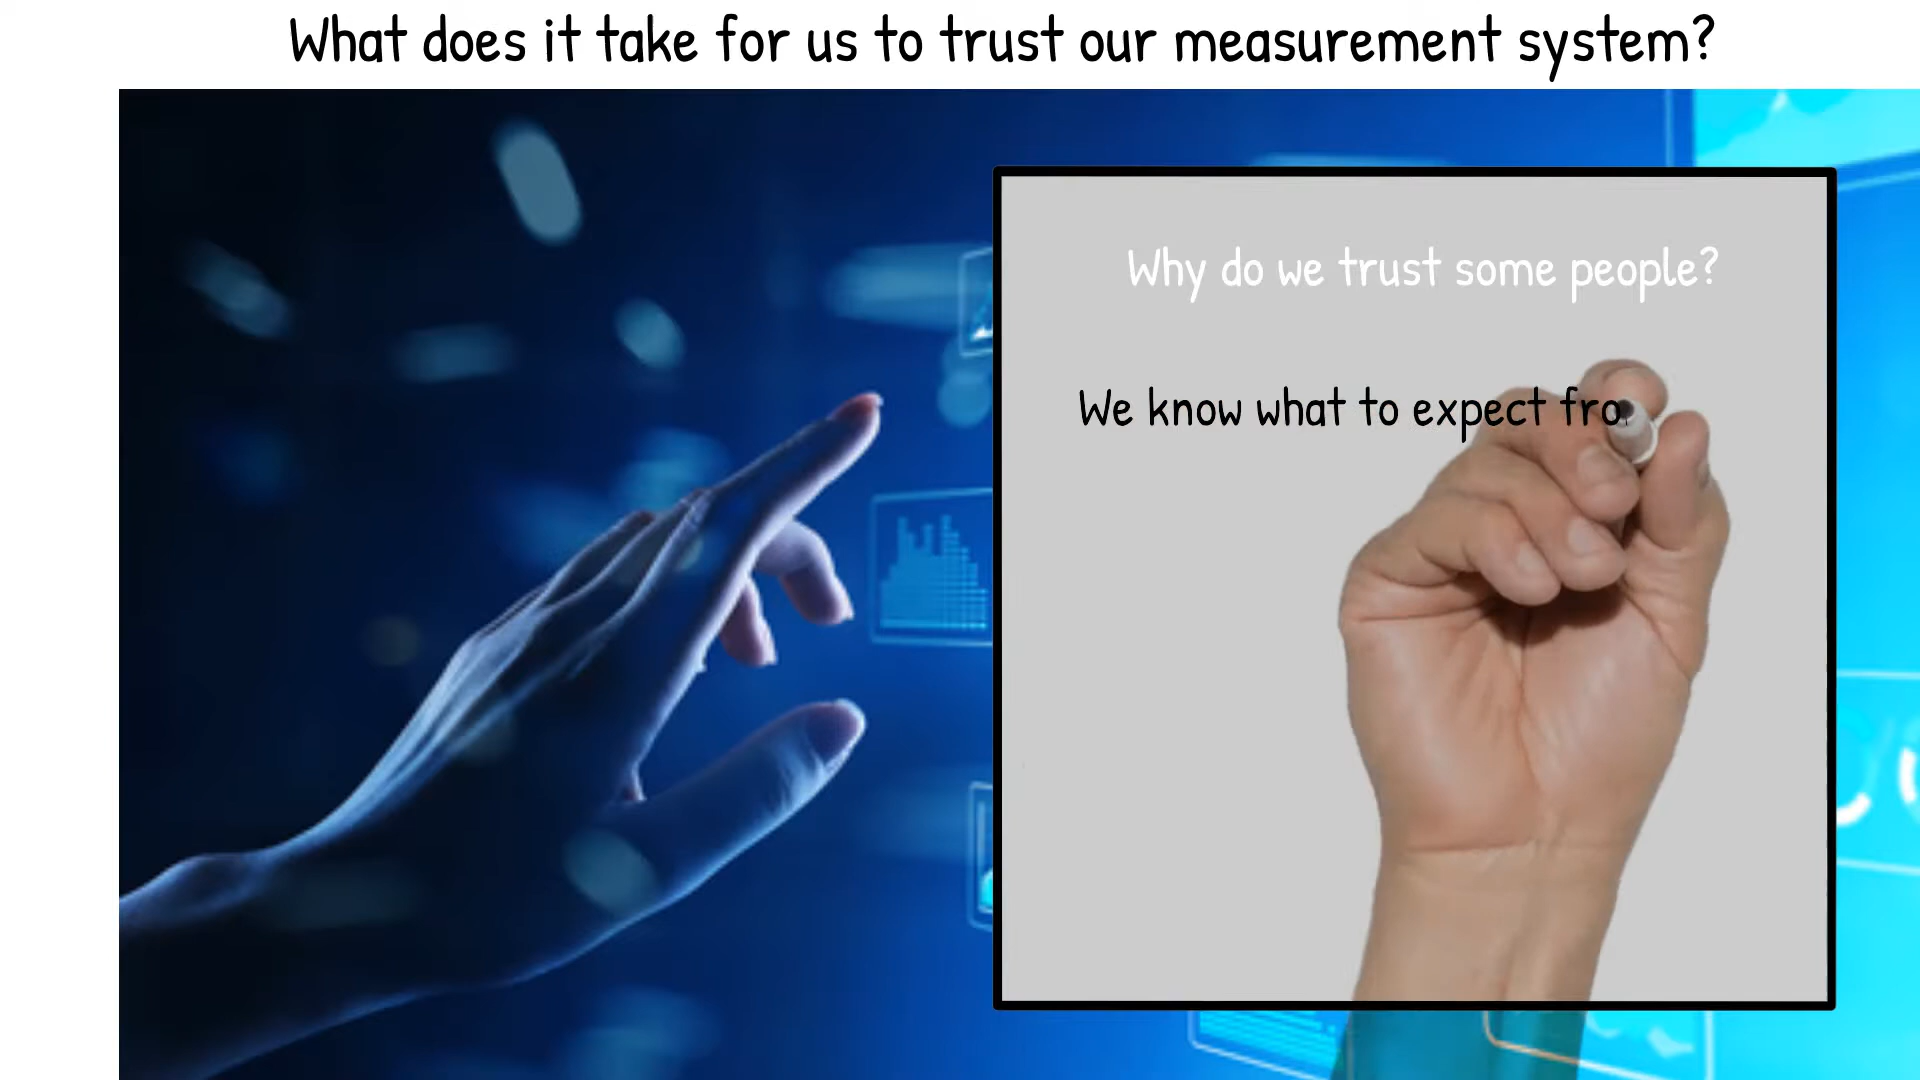 What does it take for us to trust our measurement system?
Why do we trust some people?
We know what to expect fro